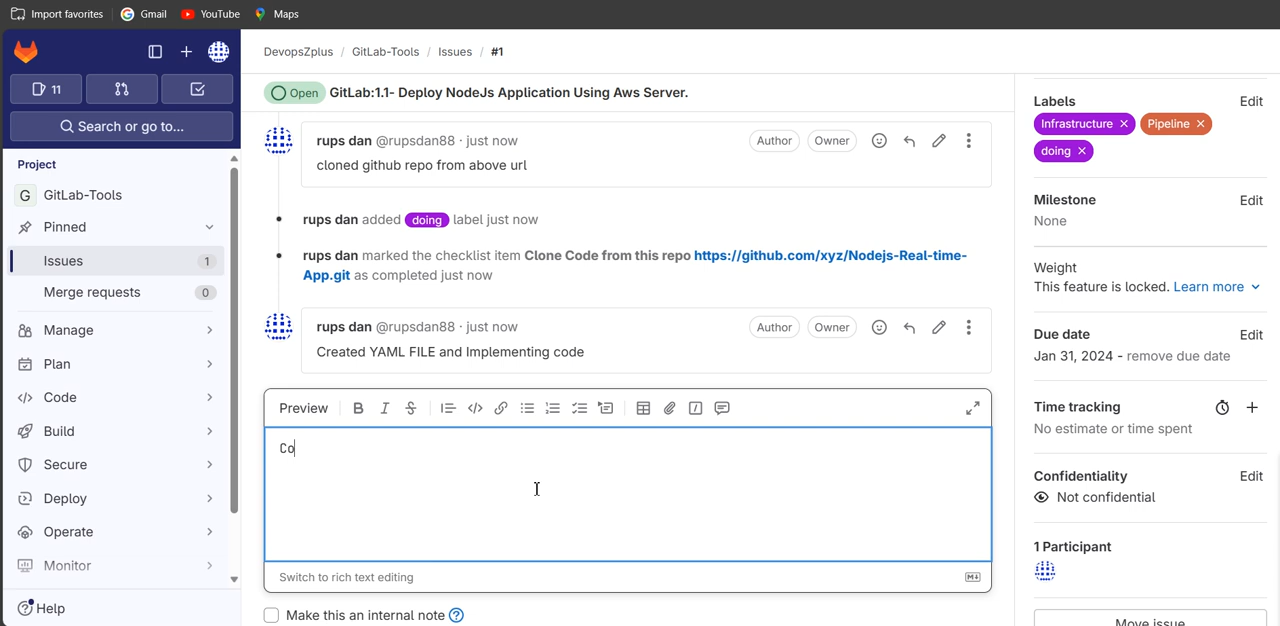 Import favorites Gmail YouTube Maps
11
Search or go to...
Project
G GitLab-Tools
Pinned
Issues 1
Merge requests 0
Manage
Plan
Code
Build
Secure
Deploy
Operate
Monitor
Help
DevopsZplus / GitLab-Tools / Issues / #1
Open GitLab:1.1- Deploy NodeJs Application Using Aws Server.
rups dan @rupsdan88 · just now Author Owner
cloned github repo from above url
rups dan added doing label just now
rups dan marked the checklist item Clone Code from this repo https://github.com/xyz/Nodejs-Real-time-
App.git as completed just now
rups dan @rupsdan88 · just now Author Owner
Created YAML FILE and Implementing code
Preview B I S
Co
Switch to rich text editing
Make this an internal note ?
Labels Edit
Infrastructure × Pipeline ×
doing ×
Milestone Edit
None
Weight
This feature is locked. Learn more
Due date Edit
Jan 31, 2024 - remove due date
Time tracking
No estimate or time spent
Confidentiality Edit
Not confidential
1 Participant
Move issue